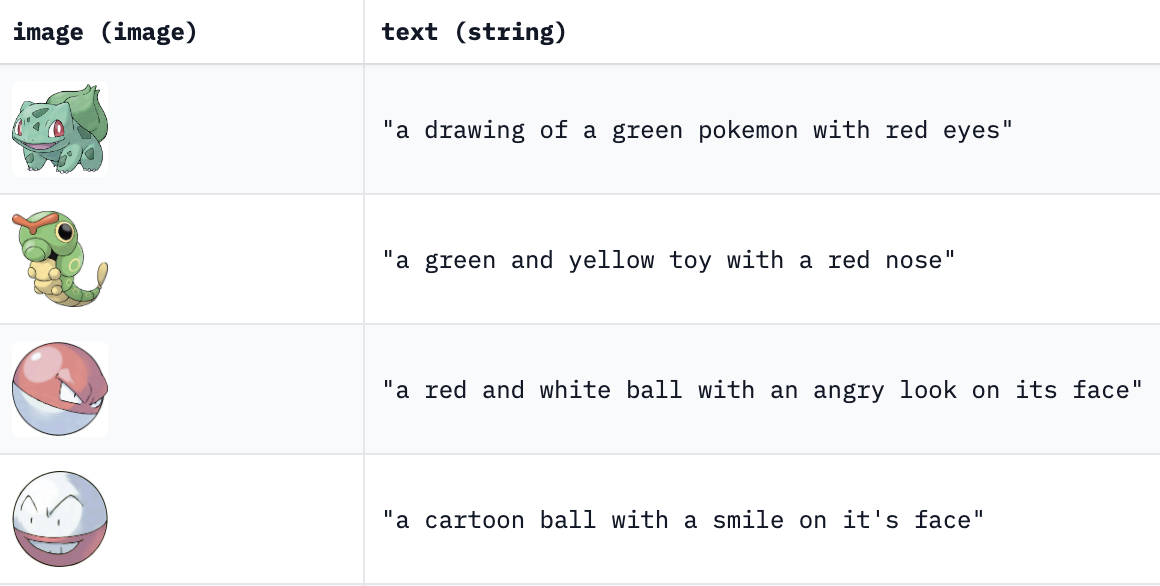 image (image)
text (string)
"a drawing of a green pokemon with red eyes"
"a green and yellow toy with a red nose"
"a red and white ball with an angry look on its face"
"a cartoon ball with a smile on it's face"